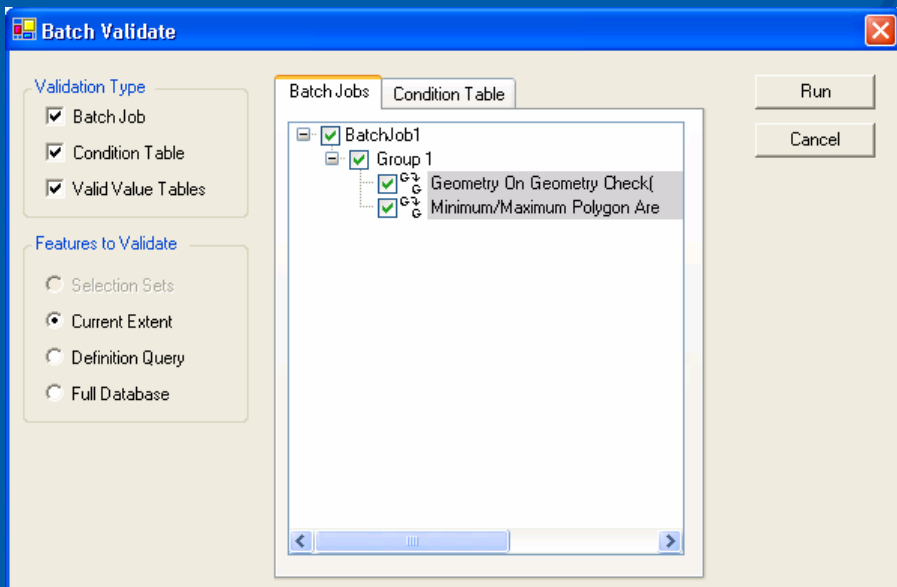 Batch Validate
Validation Type
Batch Job
Condition Table
Valid Value Tables
Features to Validate
Selection Sets
Current Extent
Definition Query
Full Database
Batch Jobs
Condition Table
BatchJob1
Group 1
Geometry On Geometry Check(
Minimum/Maximum Polygon Are
Run
Cancel